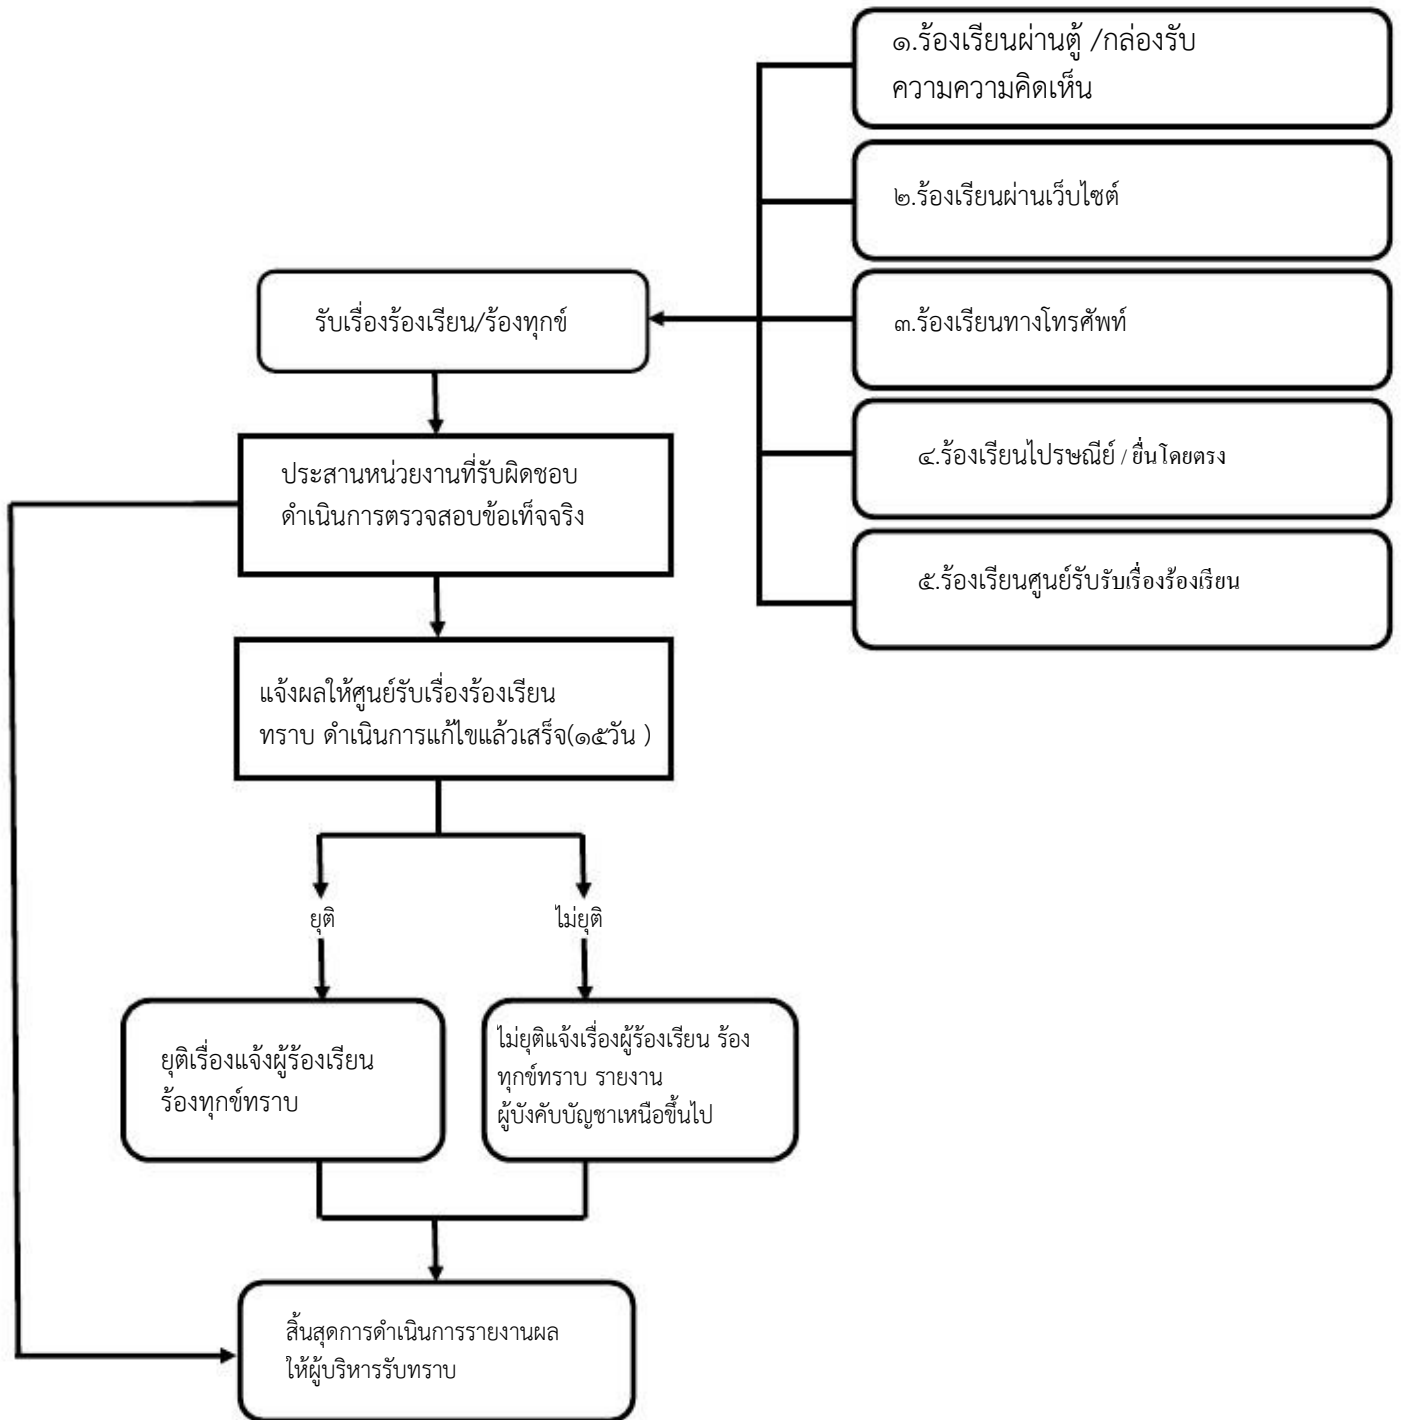 ๑.ร้องเรียนผ่านตู้ /กล่องรับ
ความความคิดเห็น
๒.ร้องเรียนผ่านเว็บไซต์
รับเรื่องร้องเรียน/ร้องทุกข์
๓.ร้องเรียนทางโทรศัพท์
๔.ร้องเรียนไปรษณีย์ / ยื่นโดยตรง
๕.ร้องเรียนศูนย์รับรับเรื่องร้องเรียน
ประสานหน่วยงานที่รับผิดชอบ
ดำเนินการตรวจสอบข้อเท็จจริง
แจ้งผลให้ศูนย์รับเรื่องร้องเรียน
ทราบ ดำเนินการแก้ไขแล้วเสร็จ(๑๕วัน )
ยุติ
ไม่ยุติ
ยุติเรื่องแจ้งผู้ร้องเรียน
ร้องทุกข์ทราบ
ไม่ยุติแจ้งเรื่องผู้ร้องเรียน ร้อง
ทุกข์ทราบ รายงาน
ผู้บังคับบัญชาเหนือขึ้นไป
สิ้นสุดการดำเนินการรายงานผล
ให้ผู้บริหารรับทราบ